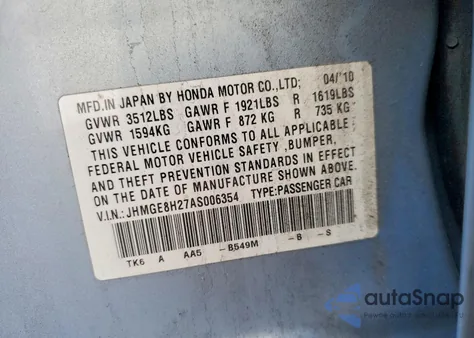 MFD.IN JAPAN BY HONDA MOTOR CO.,LTD; 04/'10
GVWR 3512LBS GAWR F 1921LBS R 1619LBS
GVWR 1594KG GAWR F 872 KG R 735 KG
THIS VEHICLE CONFORMS TO ALL APPLICABLE
FEDERAL MOTOR VEHICLE SAFETY ,BUMPER,
AND THEFT PREVENTION STANDARDS IN EFFECT
ON THE DATE OF MANUFACTURE SHOWN ABOVE.
V.I.N.: JHMGE8H27AS006354 TYPE:PASSENGER CAR
TK6 A AA5 -B549M -B -S
autoSnap